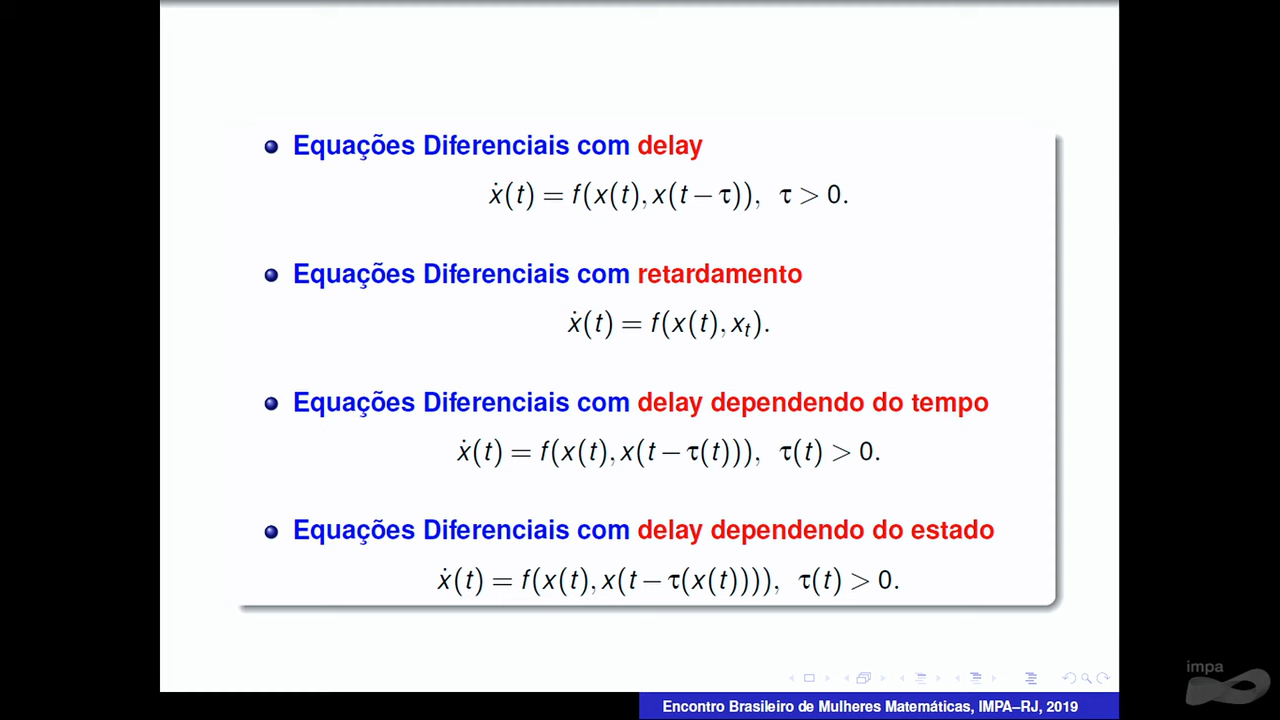 Equações Diferenciais com delay
ẋ(t) = f(x(t), x(t − τ)), τ > 0.
Equações Diferenciais com retardamento
ẋ(t) = f(x(t), xₜ).
Equações Diferenciais com delay dependendo do tempo
ẋ(t) = f(x(t), x(t − τ(t))), τ(t) > 0.
Equações Diferenciais com delay dependendo do estado
ẋ(t) = f(x(t), x(t − τ(x(t)))), τ(t) > 0.
impa
Encontro Brasileiro de Mulheres Matemáticas, IMPA–RJ, 2019